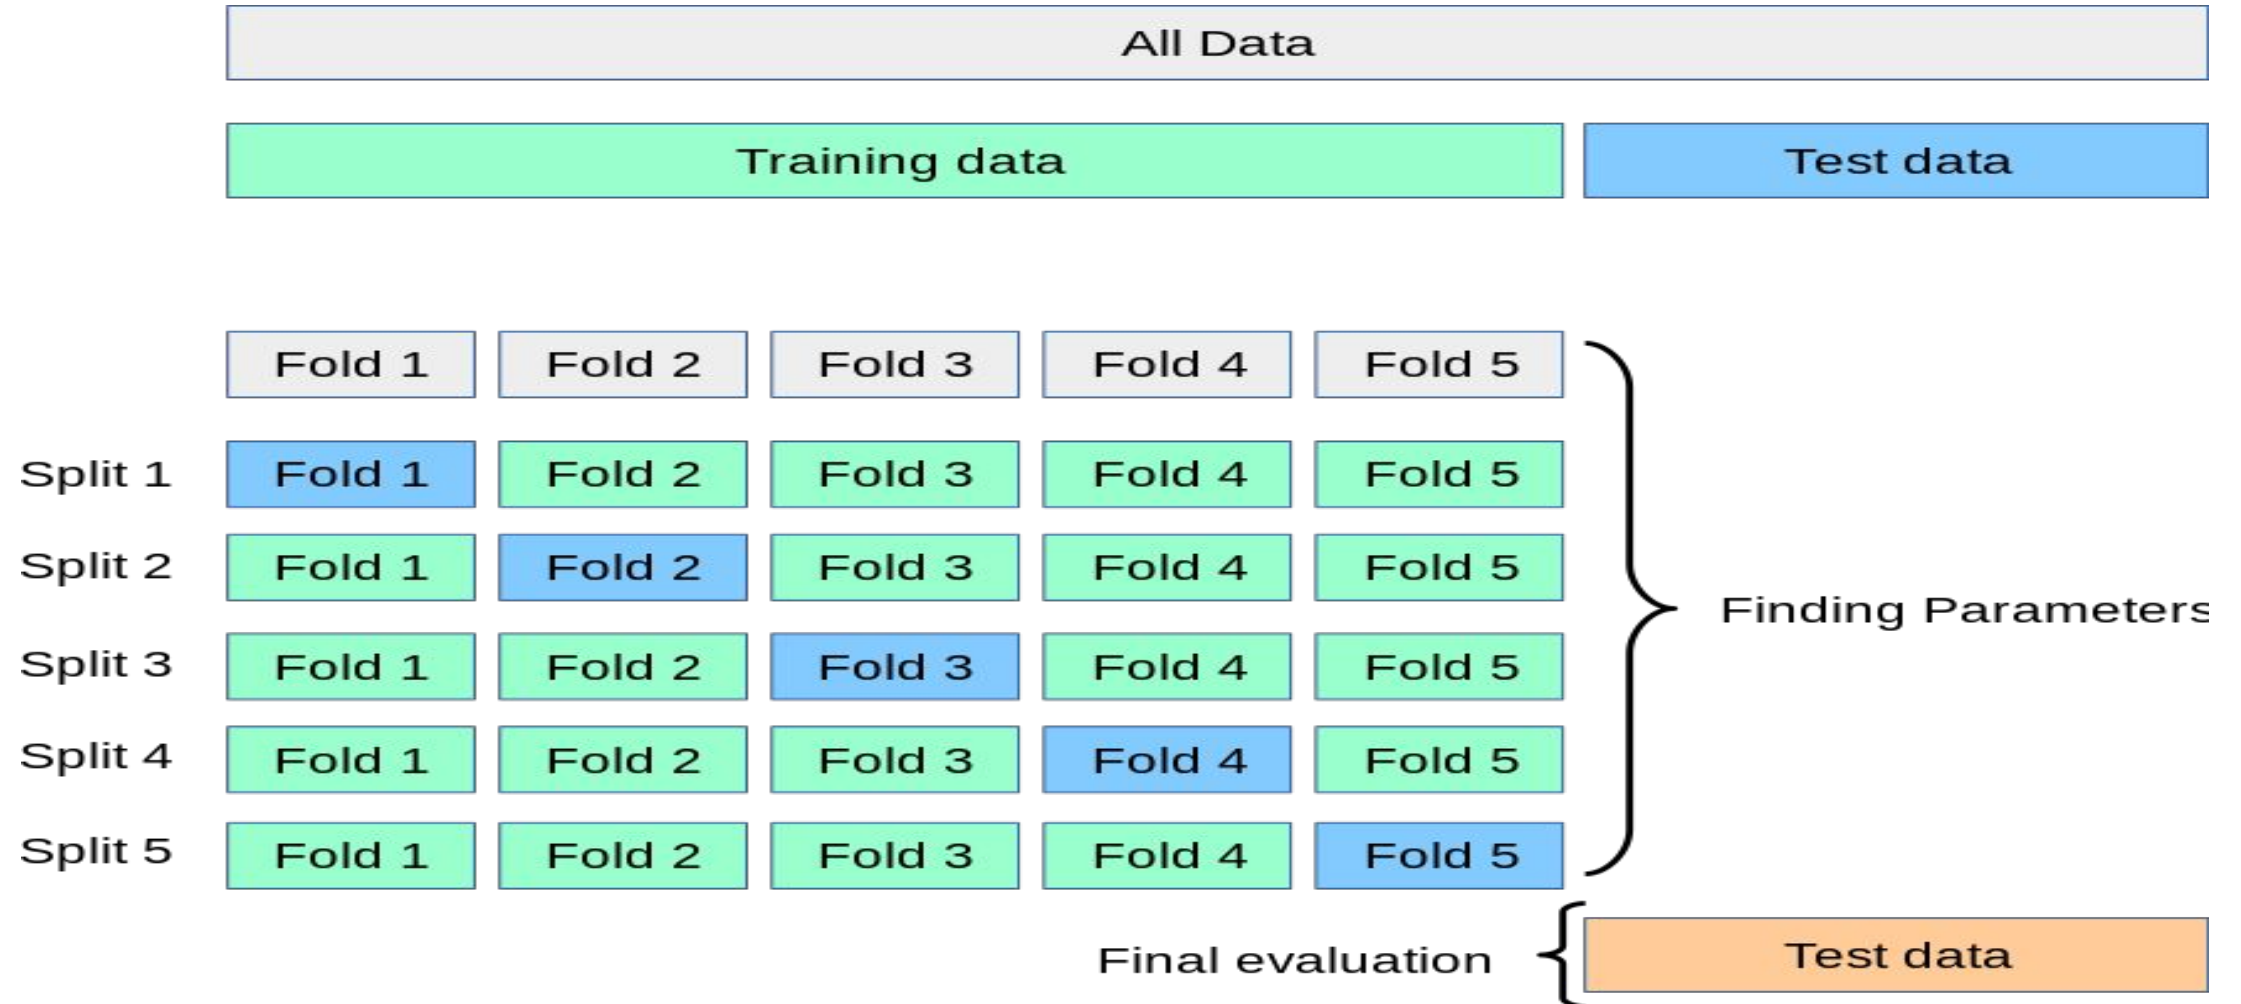 All Data
Training data Test data
Fold 1 Fold 2 Fold 3 Fold 4 Fold 5
Split 1 Fold 1 Fold 2 Fold 3 Fold 4 Fold 5
Split 2 Fold 1 Fold 2 Fold 3 Fold 4 Fold 5
Finding Parameters
Split 3 Fold 1 Fold 2 Fold 3 Fold 4 Fold 5
Split 4 Fold 1 Fold 2 Fold 3 Fold 4 Fold 5
Split 5 Fold 1 Fold 2 Fold 3 Fold 4 Fold 5
Final evaluation Test data